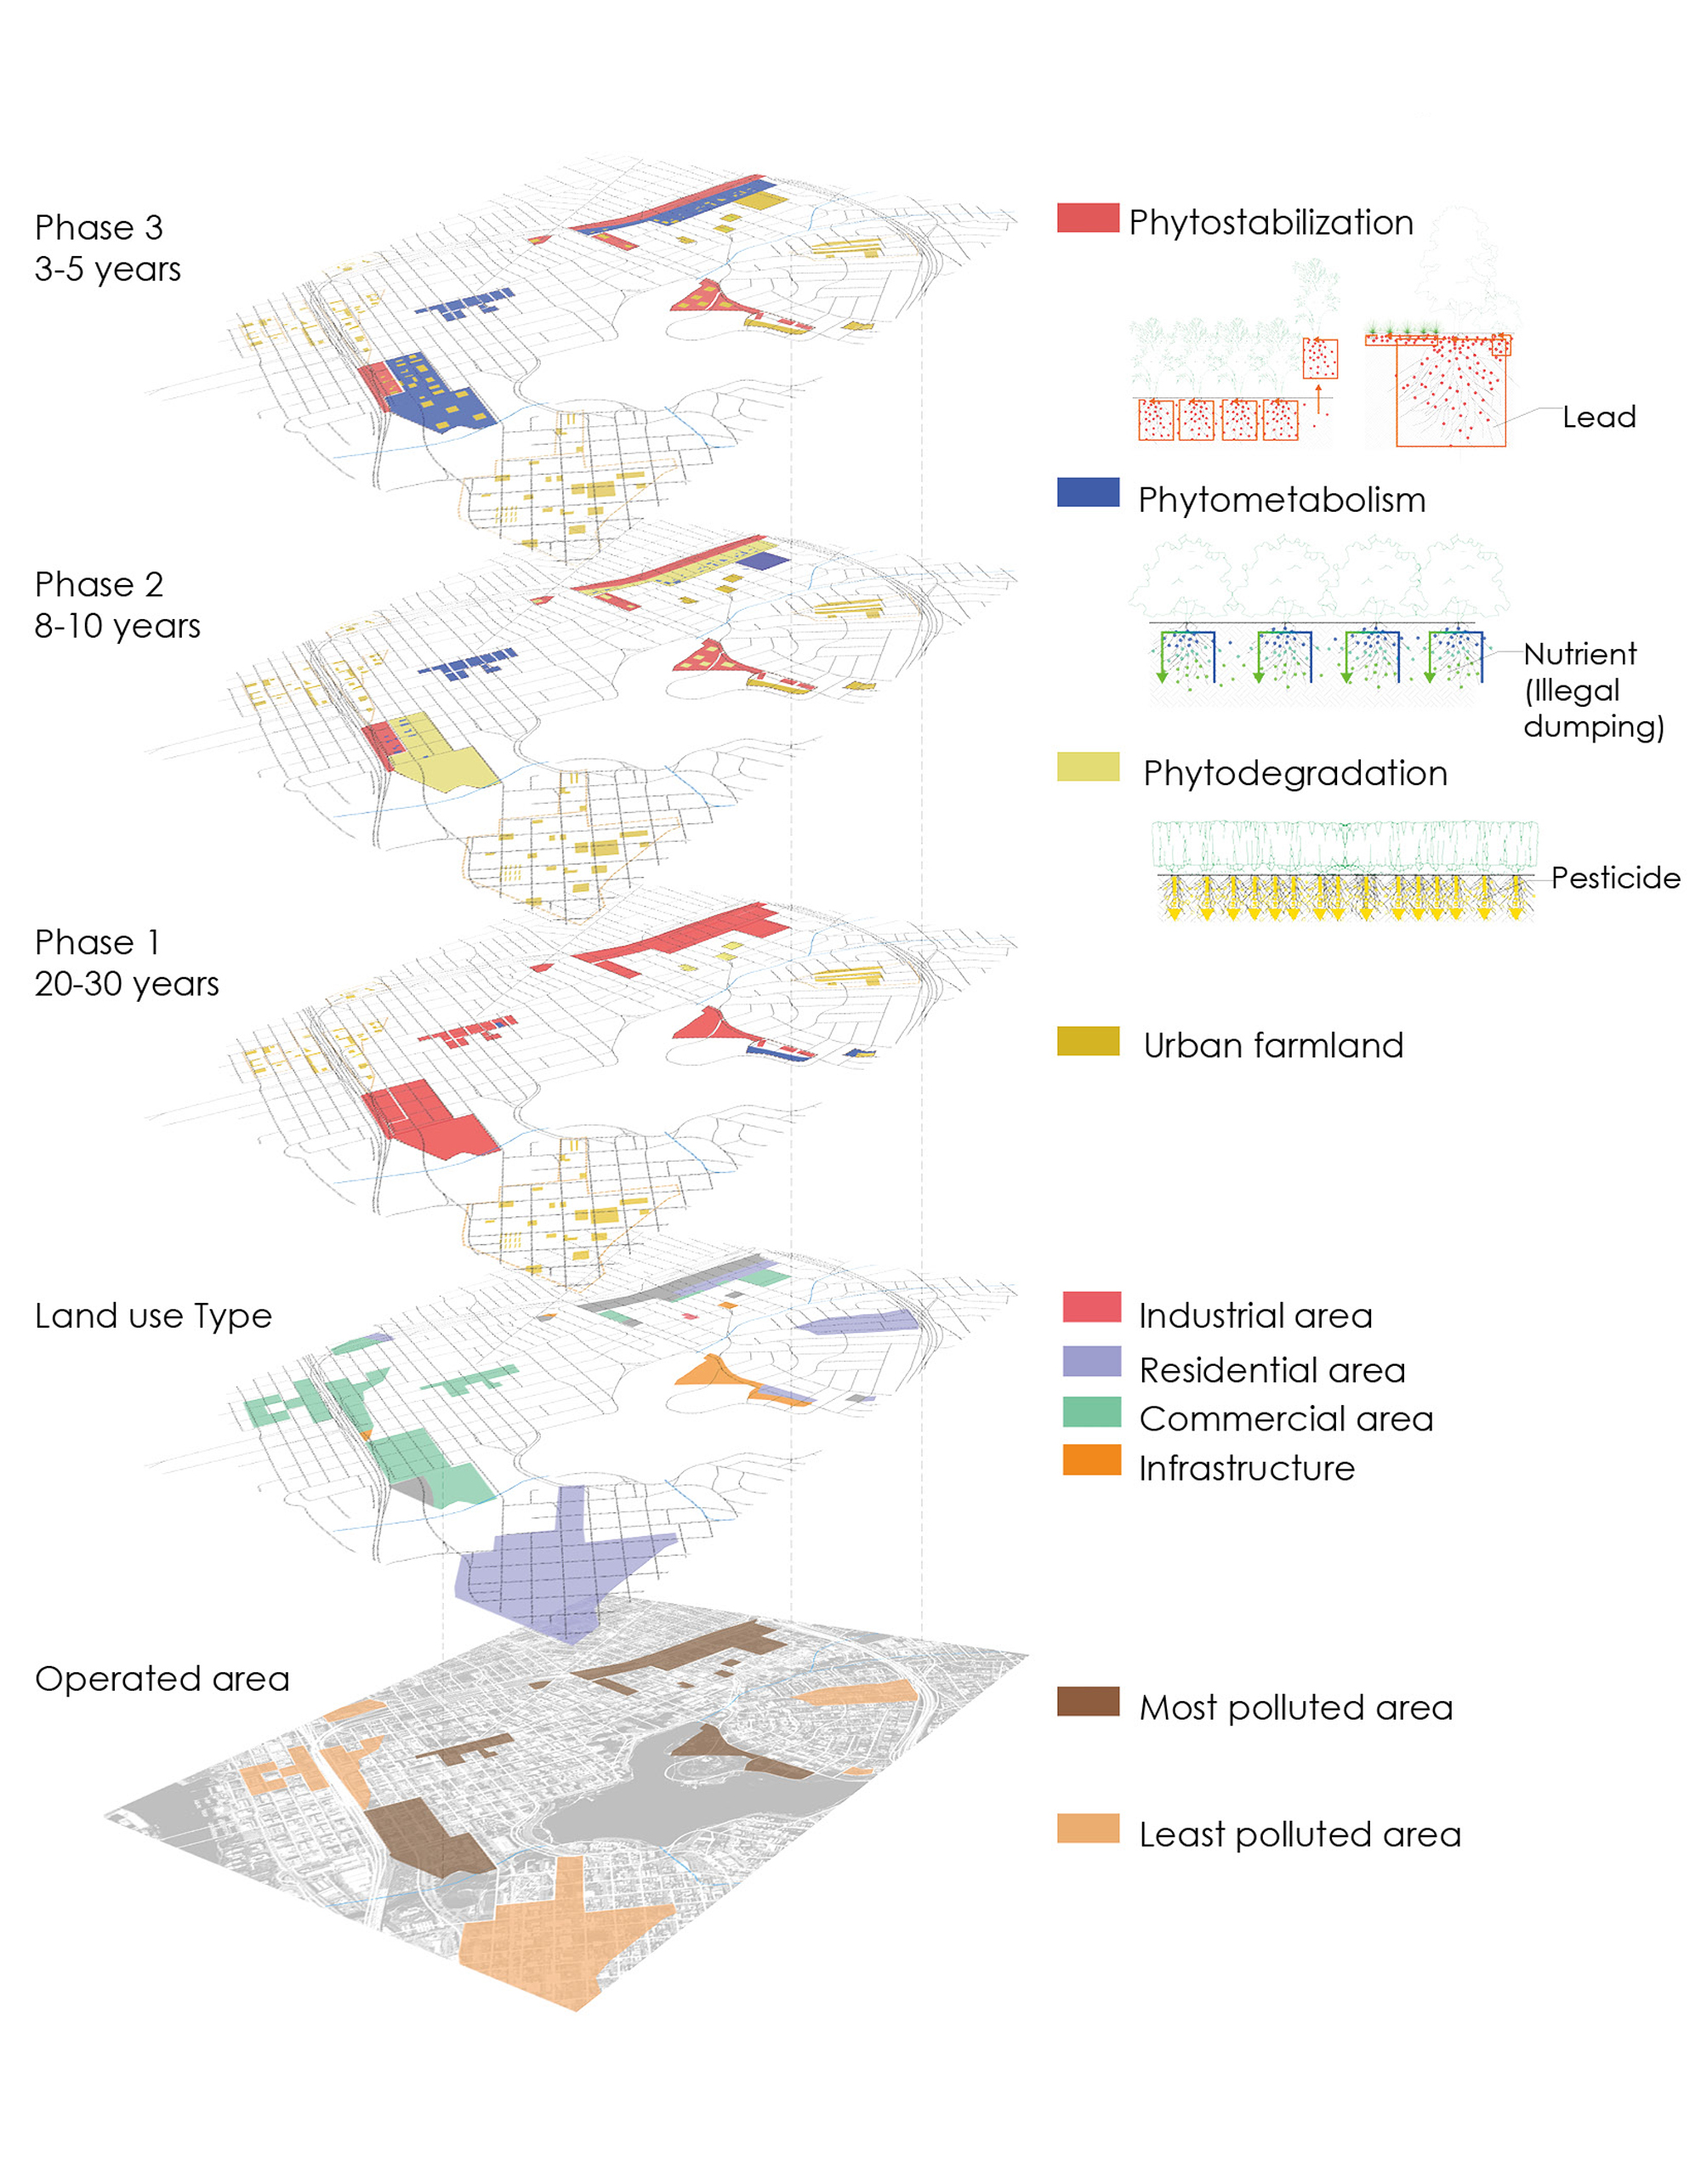 Phase 3
3-5 years
Phytostabilization
Lead
Phytometabolism
Phase 2
8-10 years
Nutrient
(Illegal
dumping)
Phytodegradation
Pesticide
Phase 1
20-30 years
Urban farmland
Land use Type
Industrial area
Residential area
Commercial area
Infrastructure
Operated area
Most polluted area
Least polluted area